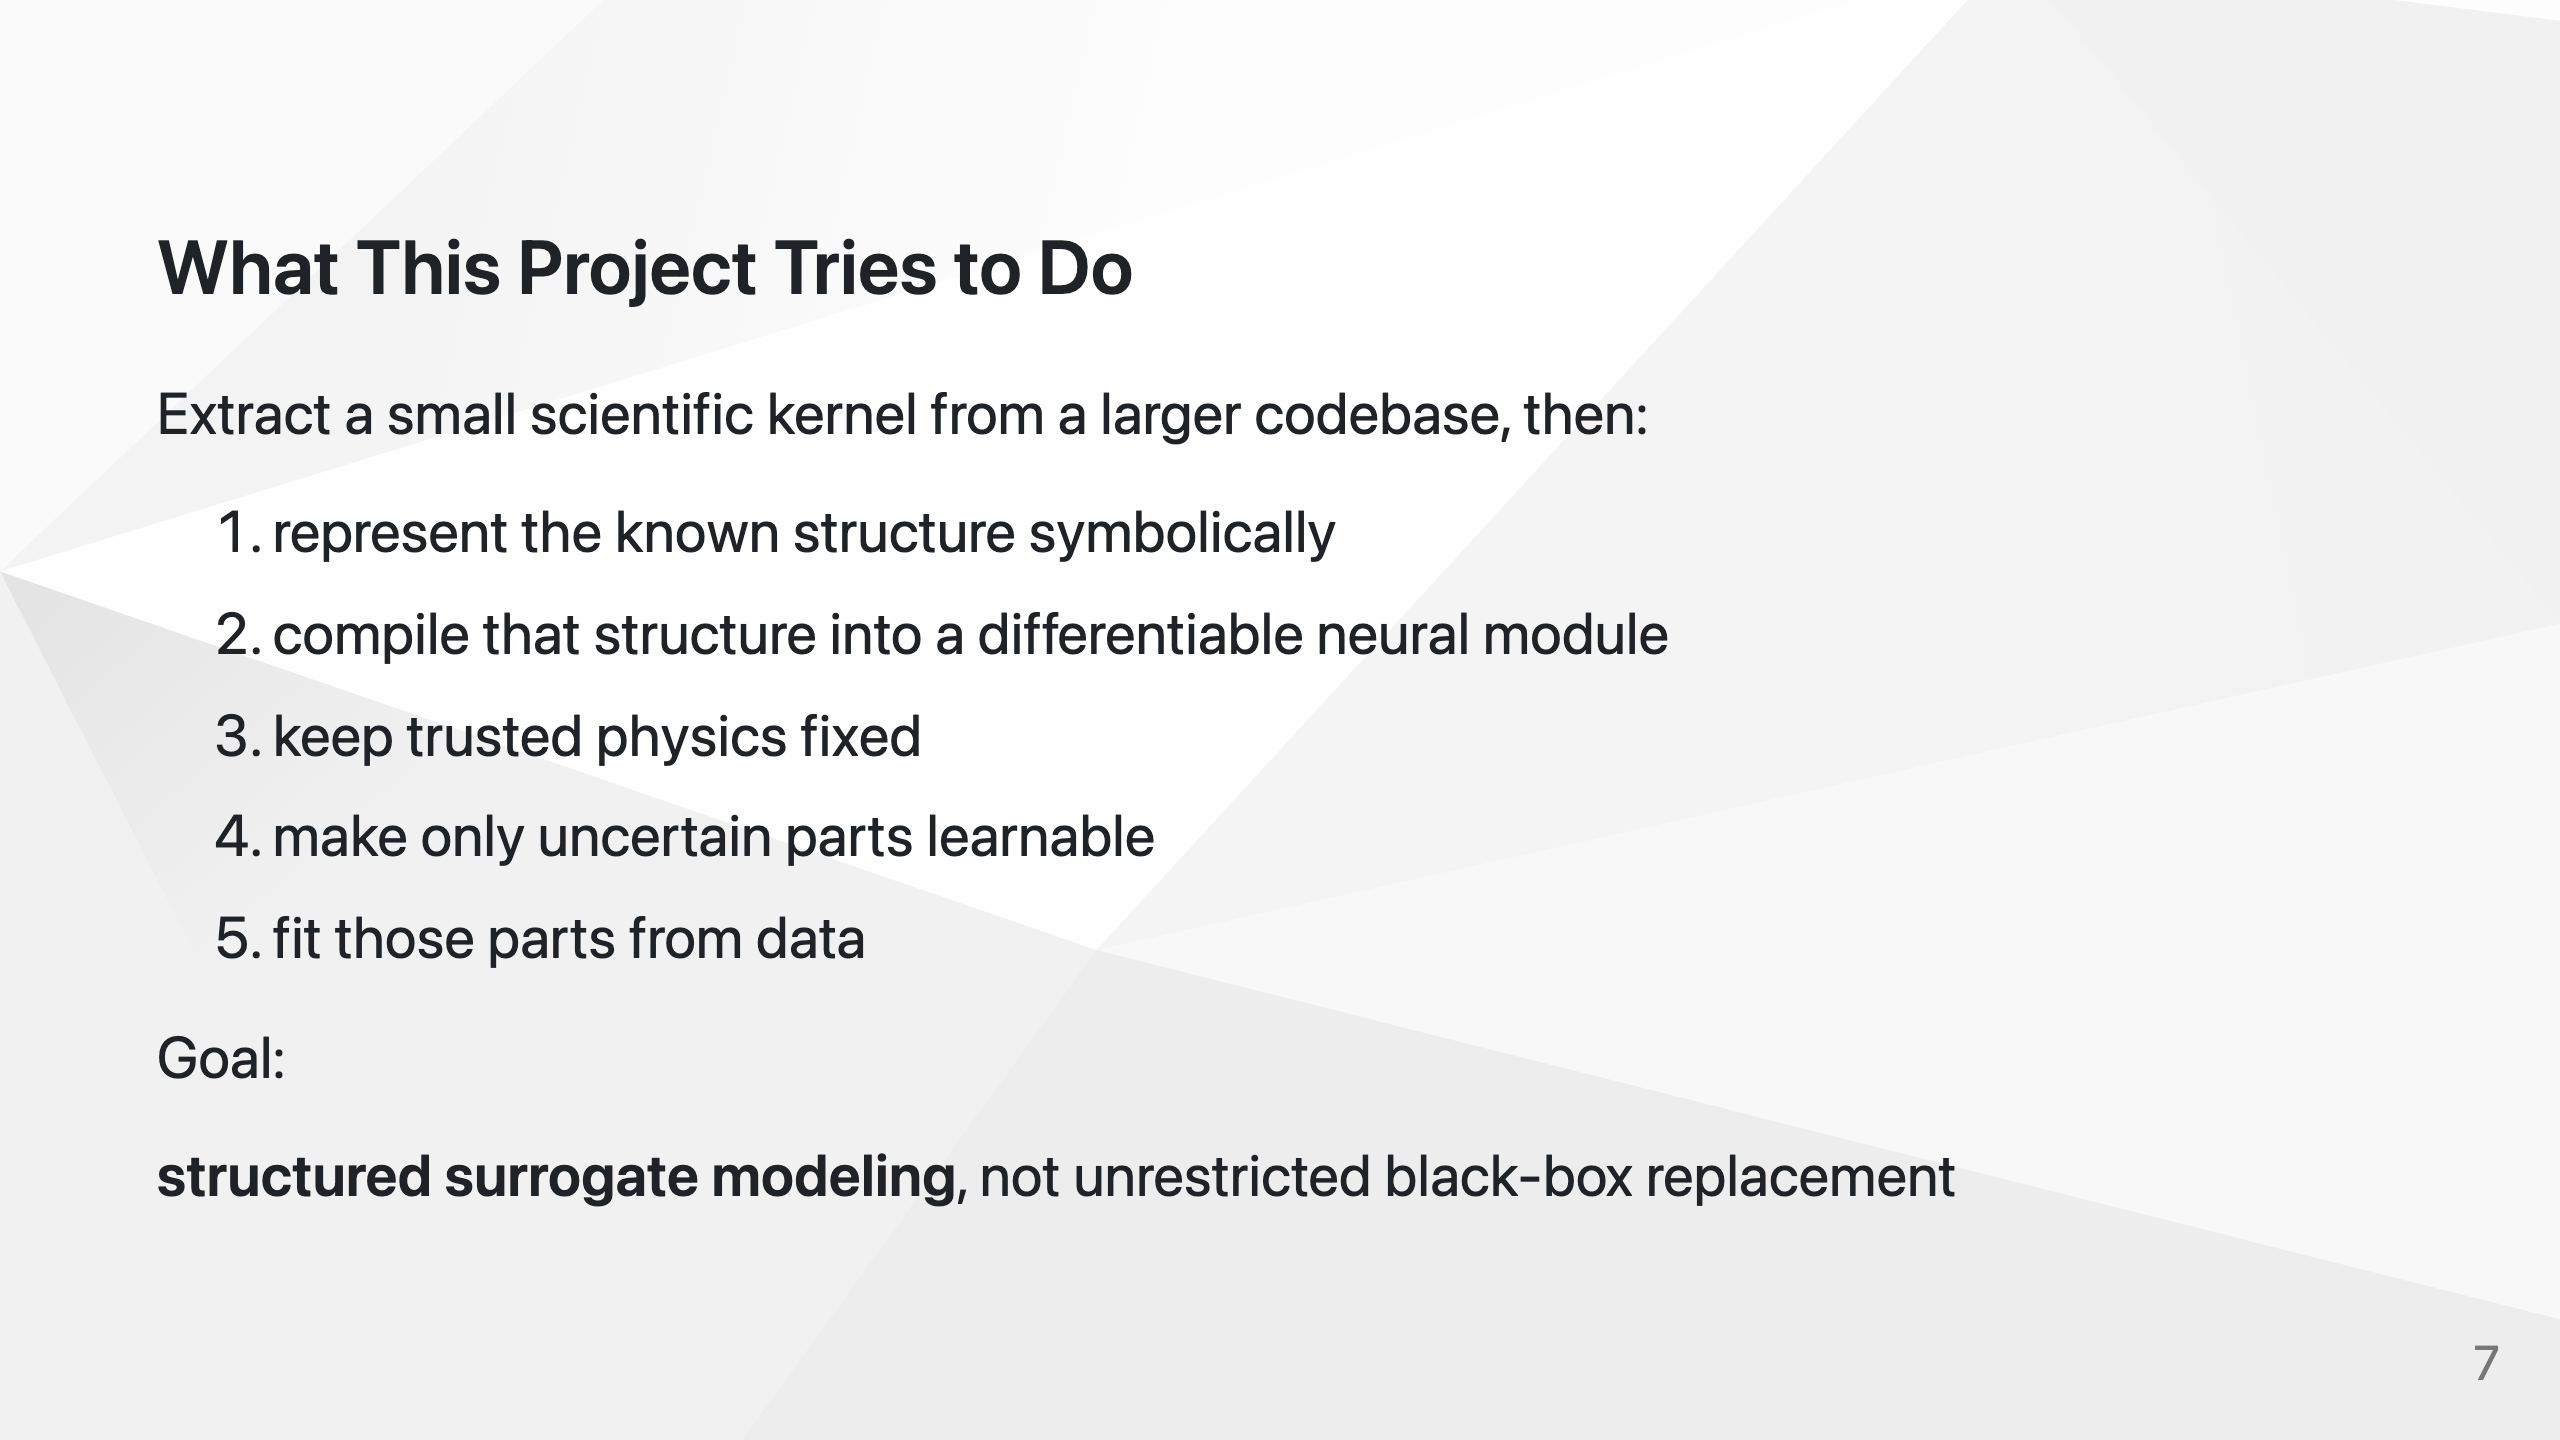 What This Project Tries to Do
Extract a small scientific kernel from a larger codebase, then:
1. represent the known structure symbolically
2. compile that structure into a differentiable neural module
3. keep trusted physics fixed
4. make only uncertain parts learnable
5. fit those parts from data
Goal:
structured surrogate modeling, not unrestricted black-box replacement
7